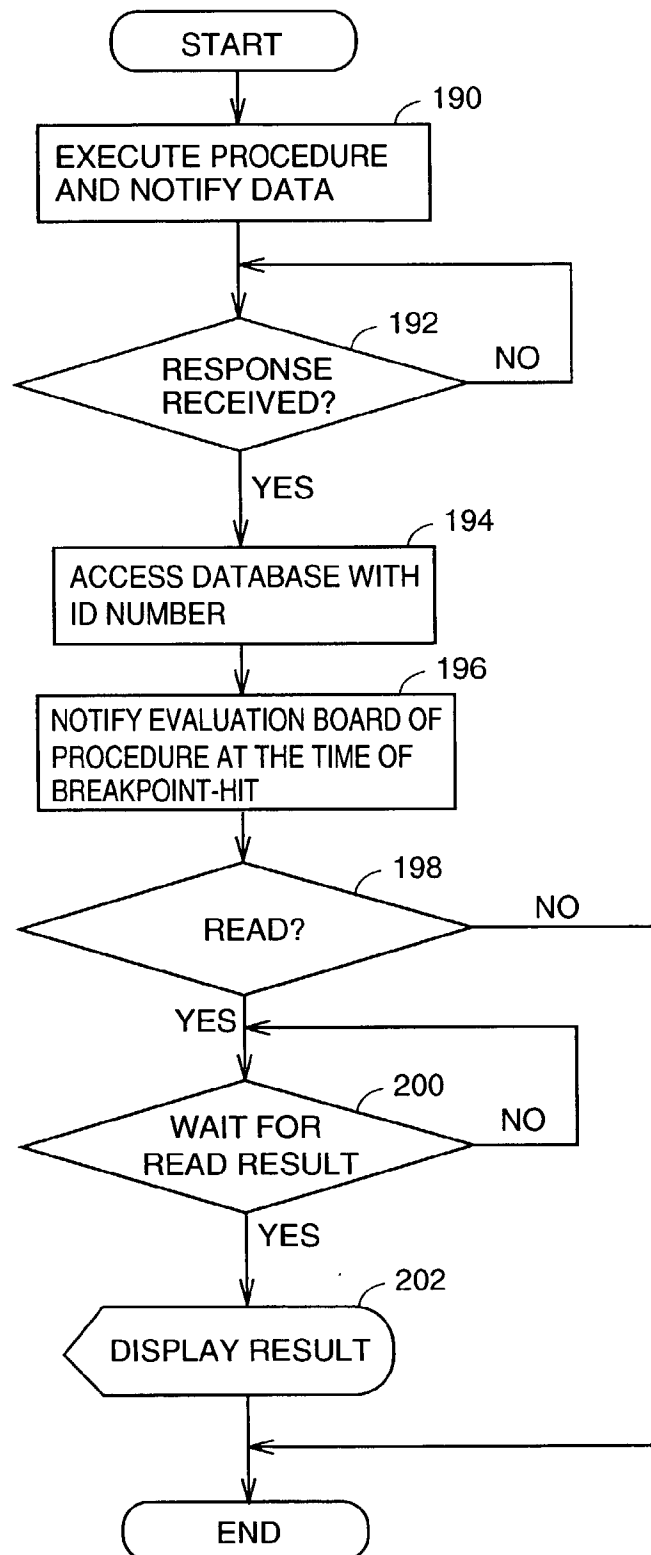 START
190
EXECUTE PROCEDURE
AND NOTIFY DATA
192
RESPONSE
RECEIVED?
NO
YES
194
ACCESS DATABASE WITH
ID NUMBER
196
NOTIFY EVALUATION BOARD OF
PROCEDURE AT THE TIME OF
BREAKPOINT-HIT
198
READ?
NO
YES
200
WAIT FOR
READ RESULT
NO
YES
202
DISPLAY RESULT
END